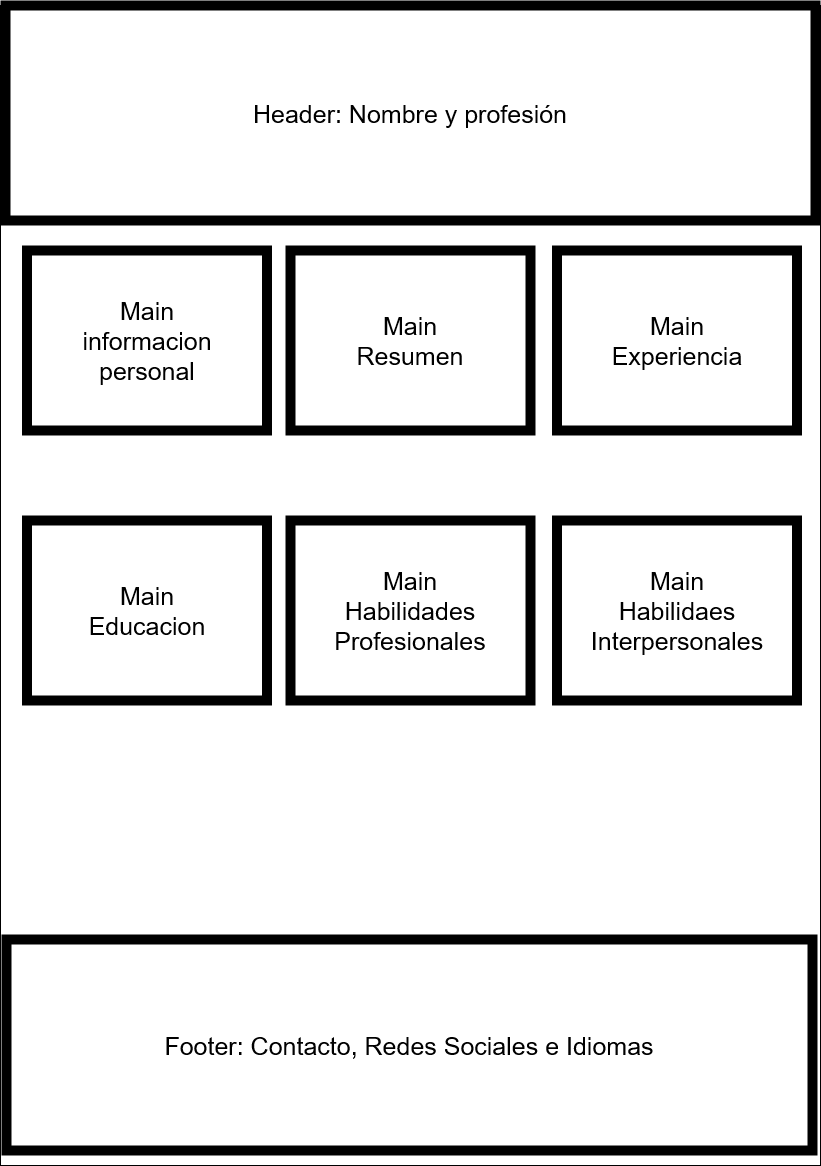 Header: Nombre y profesión
Main
informacion
personal
Main
Resumen
Main
Experiencia
Main
Educacion
Main
Habilidades
Profesionales
Main
Habilidaes
Interpersonales
Footer: Contacto, Redes Sociales e Idiomas